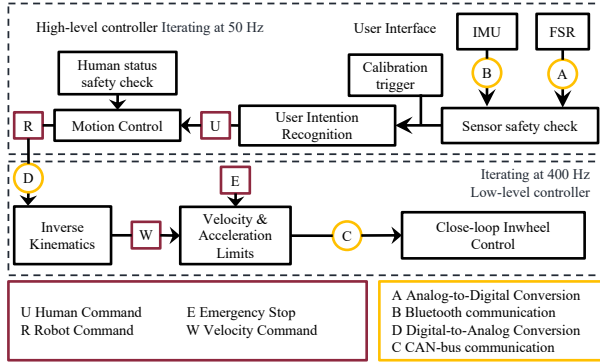 High-level controller Iterating at 50 Hz
User Interface
IMU
FSR
Human status
safety check
Calibration
trigger
B
A
R
Motion Control
U
User Intention
Recognition
Sensor safety check
D
E
Iterating at 400 Hz
Low-level controller
Inverse
Kinematics
W
Velocity &
Acceleration
Limits
C
Close-loop Inwheel
Control
U Human Command
E Emergency Stop
R Robot Command
W Velocity Command
A Analog-to-Digital Conversion
B Bluetooth communication
D Digital-to-Analog Conversion
C CAN-bus communication